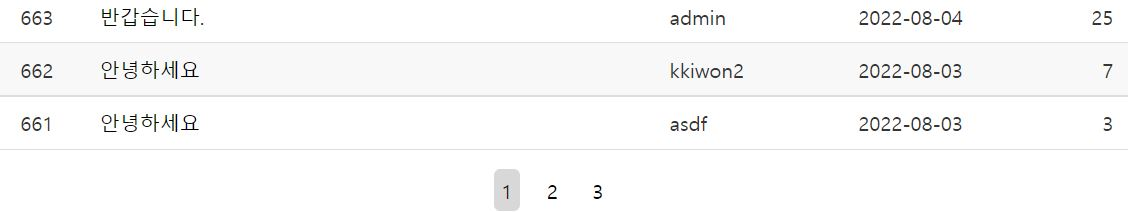 663 반갑습니다. admin 2022-08-04 25
662 안녕하세요 kkiwon2 2022-08-03 7
661 안녕하세요 asdf 2022-08-03 3
1 2 3